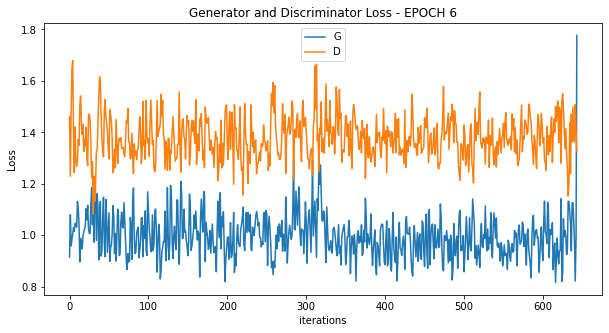 Generator and Discriminator Loss - EPOCH 6
G
D
Loss
1.8
1.6
1.4
1.2
1.0
0.8
0 100 200 300 400 500 600
iterations